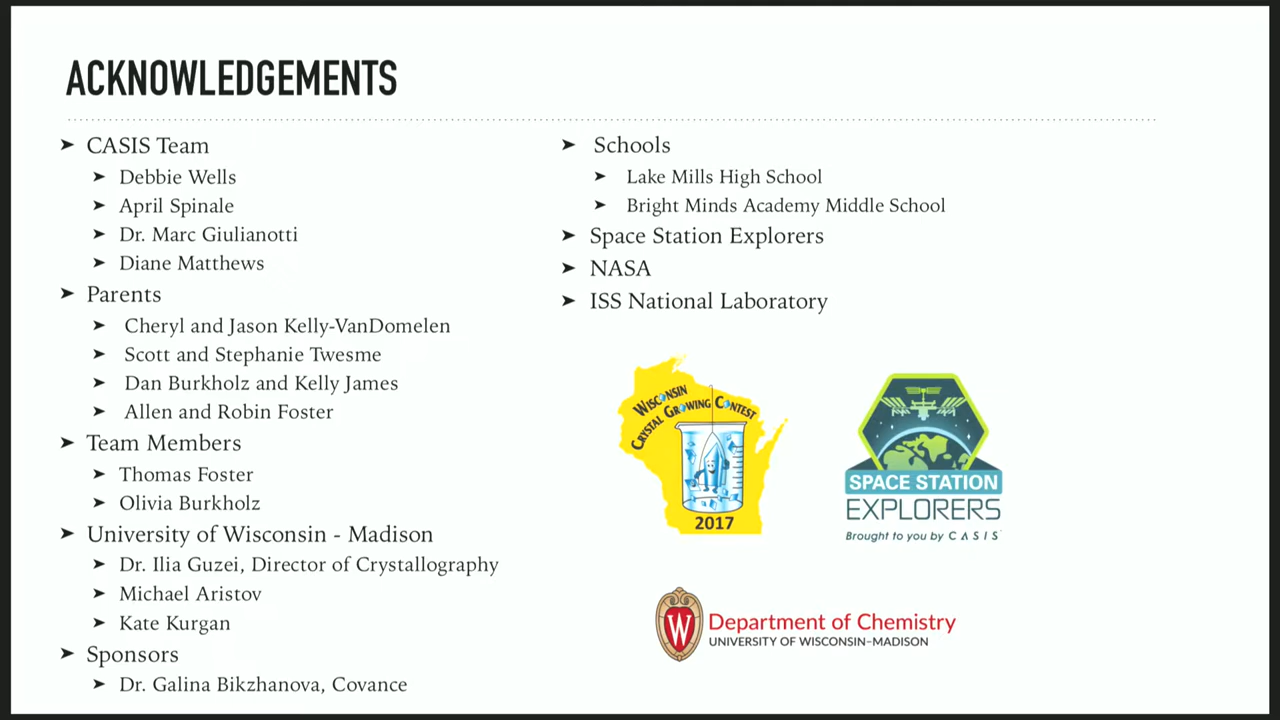 ACKNOWLEDGEMENTS
➤ CASIS Team
➤ Debbie Wells
➤ April Spinale
➤ Dr. Marc Giulianotti
➤ Diane Matthews
➤ Parents
➤ Cheryl and Jason Kelly-VanDomelen
➤ Scott and Stephanie Twesme
➤ Dan Burkholz and Kelly James
➤ Allen and Robin Foster
➤ Team Members
➤ Thomas Foster
➤ Olivia Burkholz
➤ University of Wisconsin - Madison
➤ Dr. Ilia Guzei, Director of Crystallography
➤ Michael Aristov
➤ Kate Kurgan
➤ Sponsors
➤ Dr. Galina Bikzhanova, Covance
➤ Schools
➤ Lake Mills High School
➤ Bright Minds Academy Middle School
➤ Space Station Explorers
➤ NASA
➤ ISS National Laboratory
WISCONSIN
CRYSTAL GROWING CONTEST
2017
SPACE STATION
EXPLORERS
Brought to you by CASIS
W
Department of Chemistry
UNIVERSITY OF WISCONSIN–MADISON